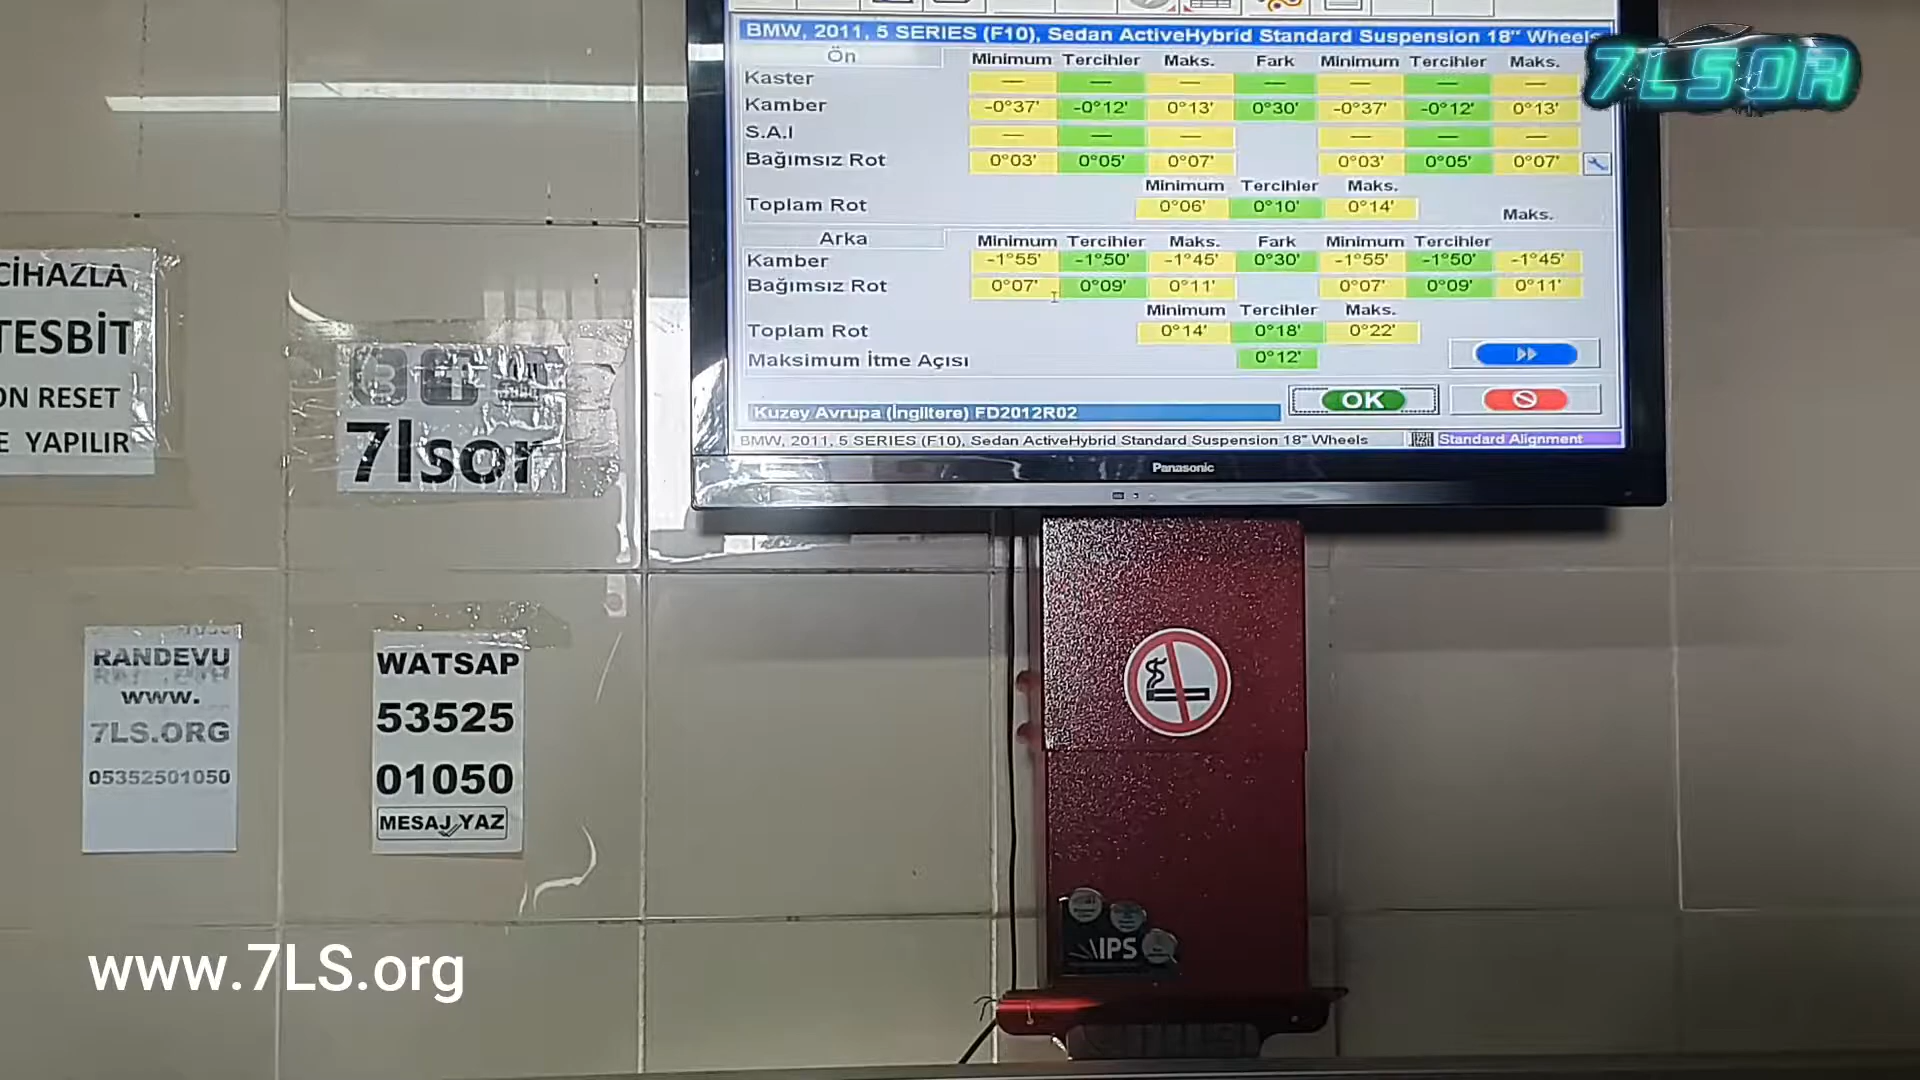 BMW, 2011, 5 SERIES (F10), Sedan ActiveHybrid Standard Suspension 18" Wheels
7LSOR
Ön Minimum Tercihler Maks. Fark Minimum Tercihler Maks.
Kaster — — — — — — —
Kamber -0°37' -0°12' 0°13' 0°30' -0°37' -0°12' 0°13'
S.A.I — — — — — —
Bağımsız Rot 0°03' 0°05' 0°07' 0°03' 0°05' 0°07'
Minimum Tercihler Maks.
Toplam Rot 0°06' 0°10' 0°14'
Maks.
Arka Minimum Tercihler Maks. Fark Minimum Tercihler
Kamber -1°55' -1°50' -1°45' 0°30' -1°55' -1°50' -1°45'
Bağımsız Rot 0°07' 0°09' 0°11' 0°07' 0°09' 0°11'
Minimum Tercihler Maks.
Toplam Rot 0°14' 0°18' 0°22'
Maksimum İtme Açısı 0°12'
OK
Kuzey Avrupa (İngiltere) FD2012R02
BMW, 2011, 5 SERIES (F10), Sedan ActiveHybrid Standard Suspension 18" Wheels Standard Alignment
Panasonic
CİHAZLA
TESBİT
ON RESET
E YAPILIR
7lsor
RANDEVU
www.
7LS.ORG
05352501050
WATSAP
53525
01050
MESAJ YAZ
IPS
www.7LS.org